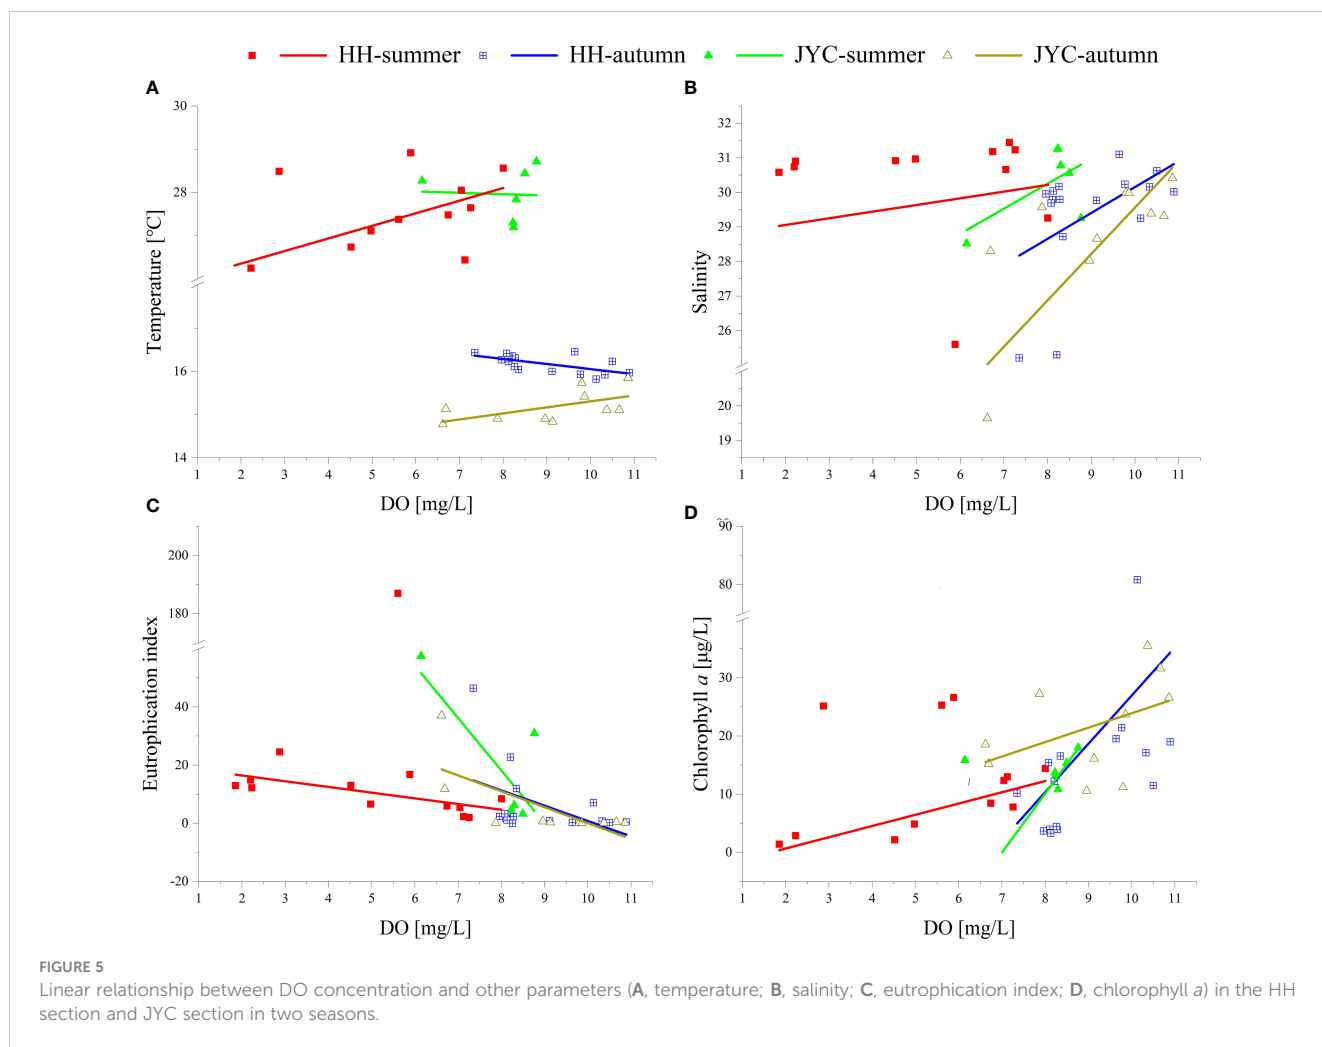 HH-summer HH-autumn JYC-summer JYC-autumn
A
30
28
16
14
Temperature [°C]
1 2 3 4 5 6 7 8 9 10 11
DO [mg/L]
B
32
31
30
29
28
27
26
20
19
Salinity
1 2 3 4 5 6 7 8 9 10 11
DO [mg/L]
C
200
180
40
20
0
-20
Eutrophication index
1 2 3 4 5 6 7 8 9 10 11
DO [mg/L]
D
90
80
30
20
10
0
Chlorophyll a [µg/L]
1 2 3 4 5 6 7 8 9 10 11
DO [mg/L]
FIGURE 5
Linear relationship between DO concentration and other parameters (A, temperature; B, salinity; C, eutrophication index; D, chlorophyll a) in the HH
section and JYC section in two seasons.